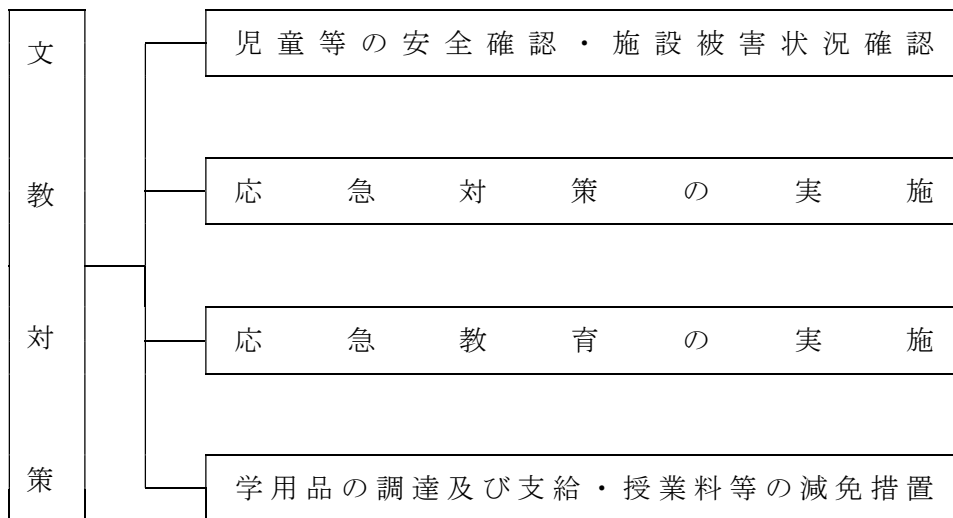 文教対策
児童等の安全確認・施設被害状況確認
応急対策の実施
応急教育の実施
学用品の調達及び支給・授業料等の減免措置